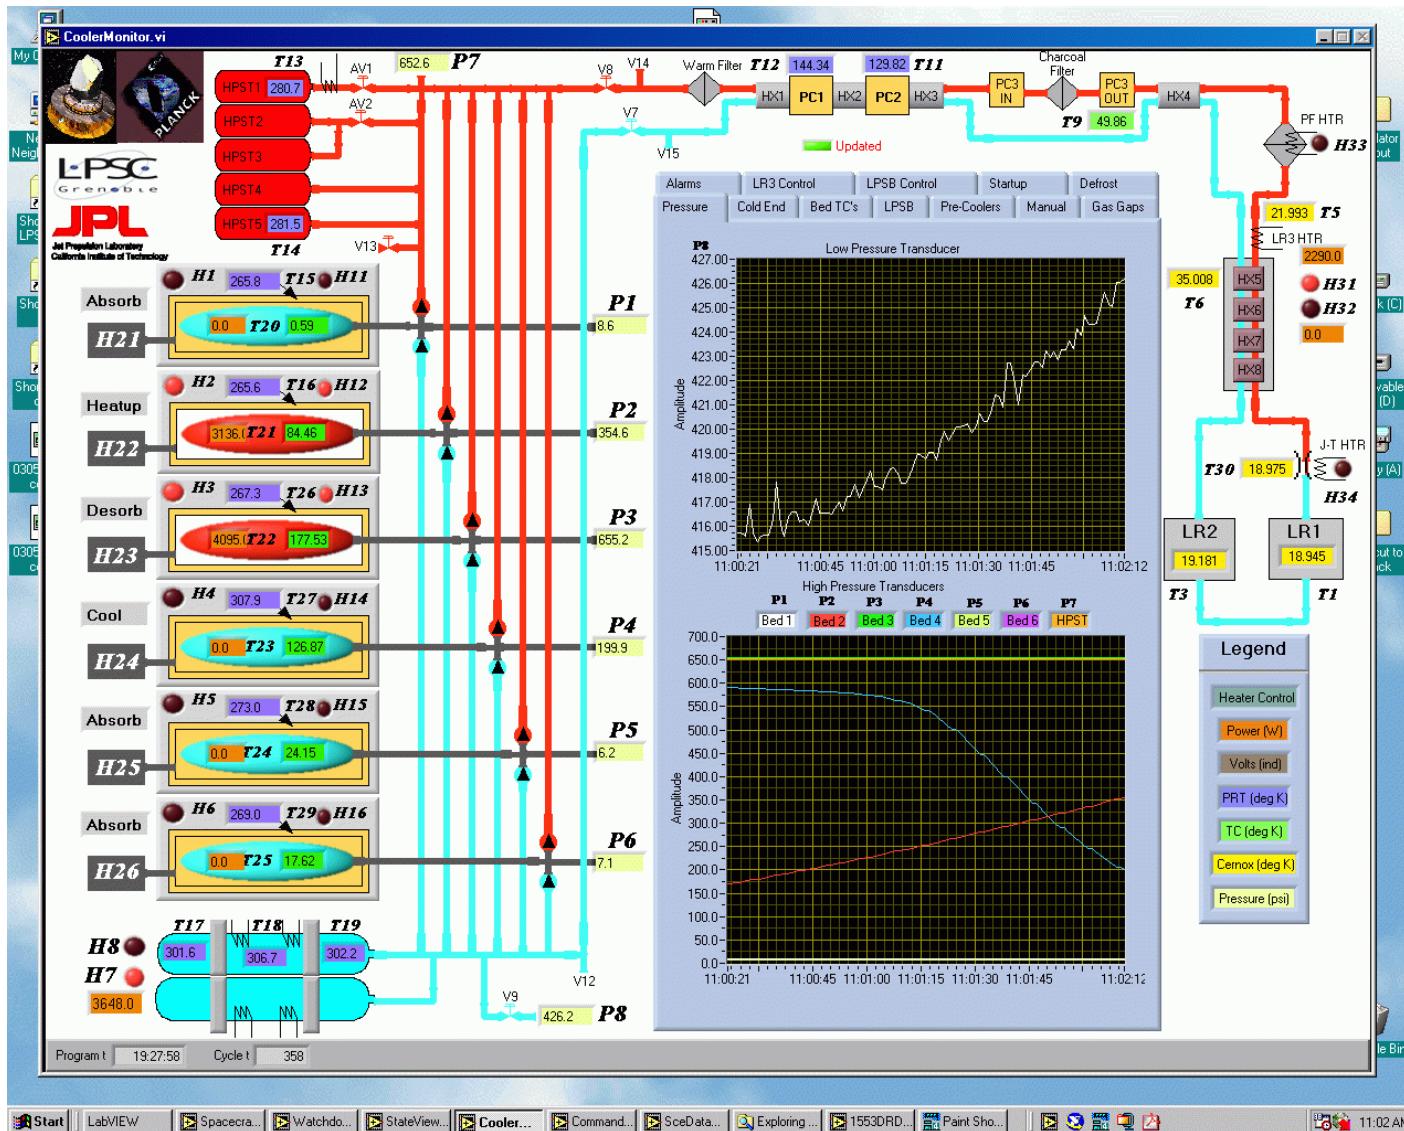 CoolerMonitor.vi
My C
PLANCK
LPSC
Grenoble
JPL
Jet Propulsion Laboratory
California Institute of Technology
T13
HPST1 280.7
HPST2
HPST3
HPST4
HPST5 281.5
T14
AV1
AV2
V13
652.6 P7
V8
V14
V7
V15
Warm Filter
T12 144.34
129.82 T11
HX1 PC1 HX2 PC2 HX3
PC3 IN
Charcoal
Filter
PC3 OUT
HX4
T9 49.86
PF HTR
H33
Updated
21.993 T5
LR3 HTR
2290.0
H31
H32
0.0
35.008
T6
HX5
HX6
HX7
HX8
J-T HTR
T30 18.975
H34
LR2
19.181
T3
LR1
18.945
T1
Absorb
H21
H1 265.8 T15 H11
0.0 T20 0.59
P1
8.6
Heatup
H22
H2 265.6 T16 H12
3136.0 T21 84.46
P2
354.6
Desorb
H23
H3 267.3 T26 H13
4095.0 T22 177.53
P3
655.2
Cool
H24
H4 307.9 T27 H14
0.0 T23 126.87
P4
199.9
Absorb
H25
H5 273.0 T28 H15
0.0 T24 24.15
P5
6.2
Absorb
H26
H6 269.0 T29 H16
0.0 T25 17.62
P6
7.1
T17 T18 T19
H8 301.6 306.7 302.2
H7
3648.0
V12
V9
426.2 P8
Alarms LR3 Control LPSB Control Startup Defrost
Pressure Cold End Bed TC's LPSB Pre-Coolers Manual Gas Gaps
P8 Low Pressure Transducer
427.00
426.00
425.00
424.00
423.00
422.00
421.00
420.00
419.00
418.00
417.00
416.00
415.00
Amplitude
11:00:21 11:00:45 11:01:00 11:01:15 11:01:30 11:01:45 11:02:12
High Pressure Transducers
P1 P2 P3 P4 P5 P6 P7
Bed 1 Bed 2 Bed 3 Bed 4 Bed 5 Bed 6 HPST
700.0
650.0
600.0
550.0
500.0
450.0
400.0
350.0
300.0
250.0
200.0
150.0
100.0
50.0
0.0
Amplitude
11:00:21 11:00:45 11:01:00 11:01:15 11:01:30 11:01:45 11:02:12
Legend
Heater Control
Power (W)
Volts (ind)
PRT (deg K)
TC (deg K)
Cernox (deg K)
Pressure (psi)
Program t 19:27:58 Cycle t 358
Start LabVIEW Spacecra... Watchdo... StateView... Cooler... Command... SceData... Exploring ... 1553DRD... Paint Sho... 11:02 AM